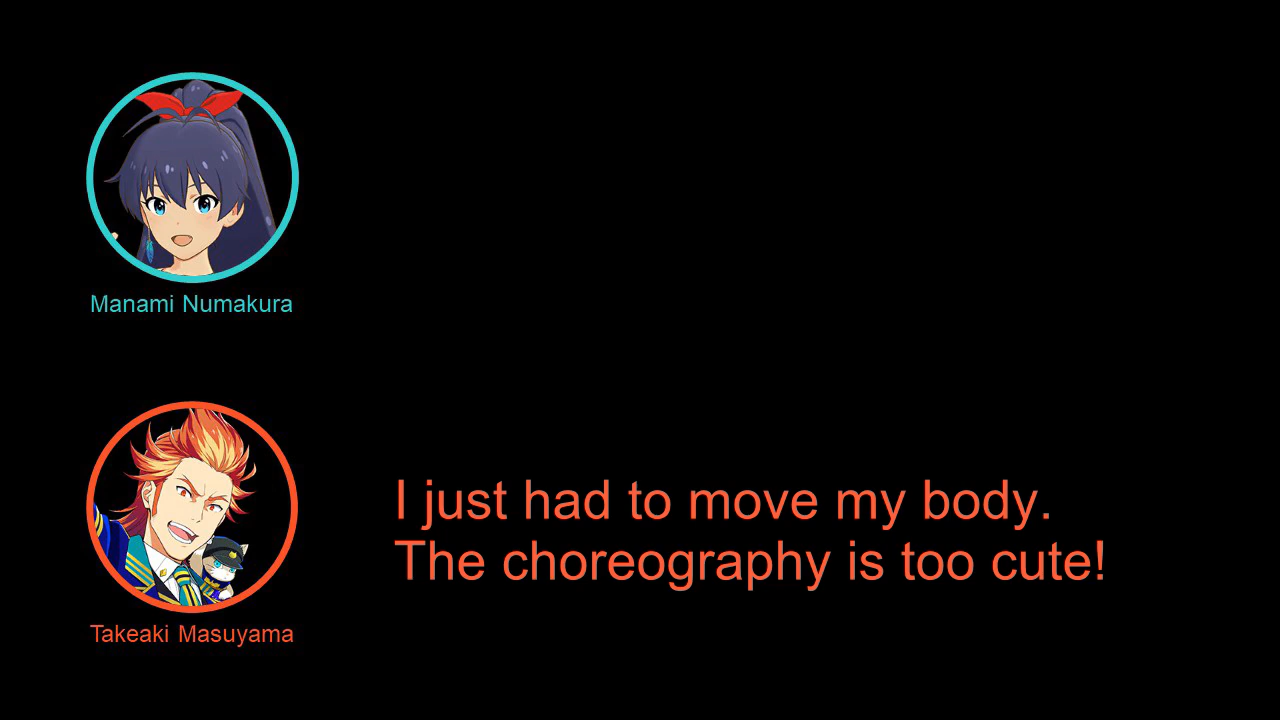 Manami Numakura
I just had to move my body.
The choreography is too cute!
Takeaki Masuyama